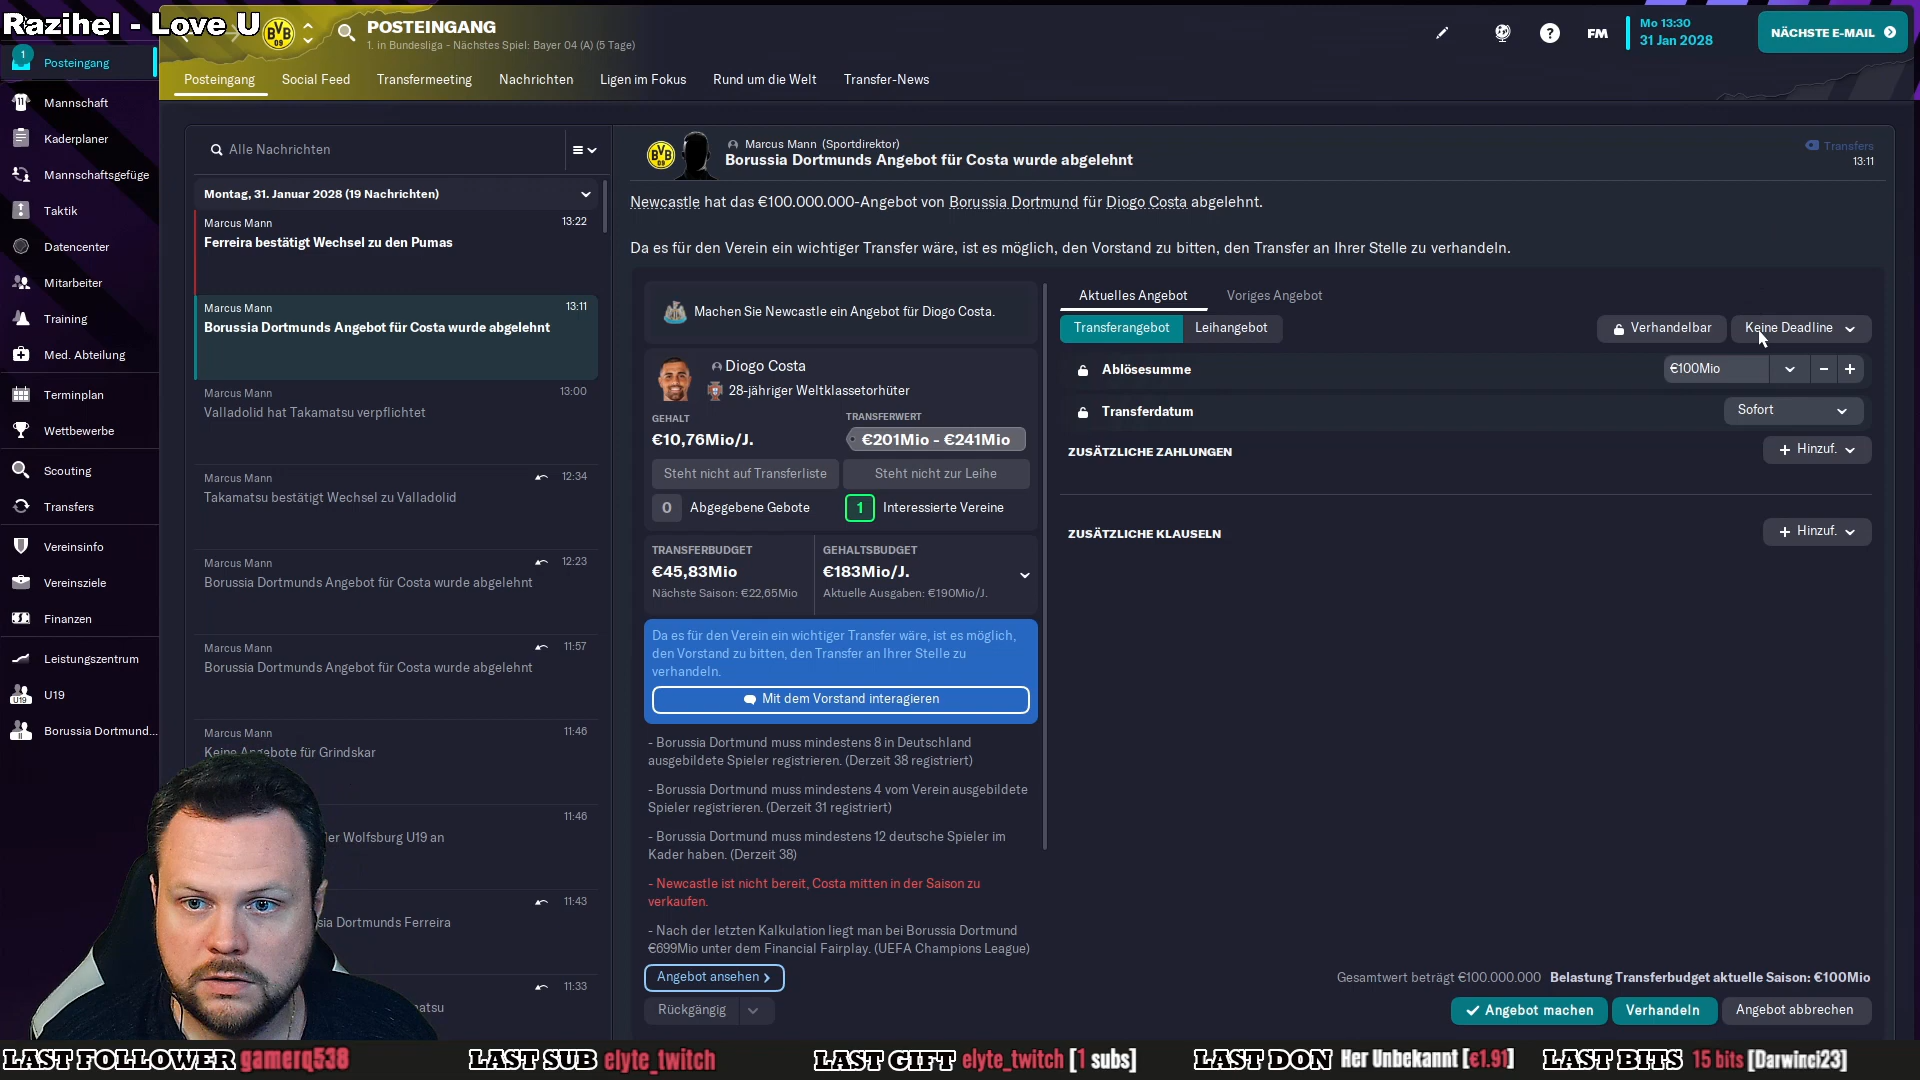 Razihel - Love U
POSTEINGANG
1. in Bundesliga - Nächstes Spiel: Bayer 04 (A) (5 Tage)
FM
Mo 13:30
31 Jan 2028
NÄCHSTE E-MAIL
Posteingang
Social Feed
Transfermeeting
Nachrichten
Ligen im Fokus
Rund um die Welt
Transfer-News
1
Posteingang
Mannschaft
Kaderplaner
Mannschaftsgefüge
Taktik
Datencenter
Mitarbeiter
Training
Med. Abteilung
Terminplan
Wettbewerbe
Scouting
Transfers
Vereinsinfo
Vereinsziele
Finanzen
Leistungszentrum
U19
Borussia Dortmund...
Alle Nachrichten
Montag, 31. Januar 2028 (19 Nachrichten)
Marcus Mann 13:22
Ferreira bestätigt Wechsel zu den Pumas
Marcus Mann 13:11
Borussia Dortmunds Angebot für Costa wurde abgelehnt
Marcus Mann 13:00
Valladolid hat Takamatsu verpflichtet
Marcus Mann 12:34
Takamatsu bestätigt Wechsel zu Valladolid
Marcus Mann 12:23
Borussia Dortmunds Angebot für Costa wurde abgelehnt
Marcus Mann 11:57
Borussia Dortmunds Angebot für Costa wurde abgelehnt
Marcus Mann 11:46
Keine Angebote für Grindskar
11:46
er Wolfsburg U19 an
11:43
sia Dortmunds Ferreira
11:33
Marcus Mann (Sportdirektor)
Borussia Dortmunds Angebot für Costa wurde abgelehnt
Transfers
13:11
Newcastle hat das €100.000.000-Angebot von Borussia Dortmund für Diogo Costa abgelehnt.
Da es für den Verein ein wichtiger Transfer wäre, ist es möglich, den Vorstand zu bitten, den Transfer an Ihrer Stelle zu verhandeln.
Machen Sie Newcastle ein Angebot für Diogo Costa.
Diogo Costa
28-jähriger Weltklassetorhüter
GEHALT
€10,76Mio/J.
TRANSFERWERT
€201Mio - €241Mio
Steht nicht auf Transferliste
Steht nicht zur Leihe
0 Abgegebene Gebote
1 Interessierte Vereine
TRANSFERBUDGET
€45,83Mio
Nächste Saison: €22,65Mio
GEHALTSBUDGET
€183Mio/J.
Aktuelle Ausgaben: €190Mio/J.
Da es für den Verein ein wichtiger Transfer wäre, ist es möglich,
den Vorstand zu bitten, den Transfer an Ihrer Stelle zu
verhandeln.
Mit dem Vorstand interagieren
- Borussia Dortmund muss mindestens 8 in Deutschland
ausgebildete Spieler registrieren. (Derzeit 38 registriert)
- Borussia Dortmund muss mindestens 4 vom Verein ausgebildete
Spieler registrieren. (Derzeit 31 registriert)
- Borussia Dortmund muss mindestens 12 deutsche Spieler im
Kader haben. (Derzeit 38)
- Newcastle ist nicht bereit, Costa mitten in der Saison zu
verkaufen.
- Nach der letzten Kalkulation liegt man bei Borussia Dortmund
€699Mio unter dem Financial Fairplay. (UEFA Champions League)
Angebot ansehen
Rückgängig
Aktuelles Angebot
Voriges Angebot
Transferangebot
Leihangebot
Verhandelbar
Keine Deadline
Ablösesumme
€100Mio
Transferdatum
Sofort
ZUSÄTZLICHE ZAHLUNGEN
Hinzuf.
ZUSÄTZLICHE KLAUSELN
Hinzuf.
Gesamtwert beträgt €100.000.000 Belastung Transferbudget aktuelle Saison: €100Mio
Angebot machen
Verhandeln
Angebot abbrechen
LAST FOLLOWER gamerq538
LAST SUB elyte_twitch
LAST GIFT elyte_twitch [1 subs]
LAST DON Her Unbekannt [€1.91]
LAST BITS 15 bits [Darwinci23]